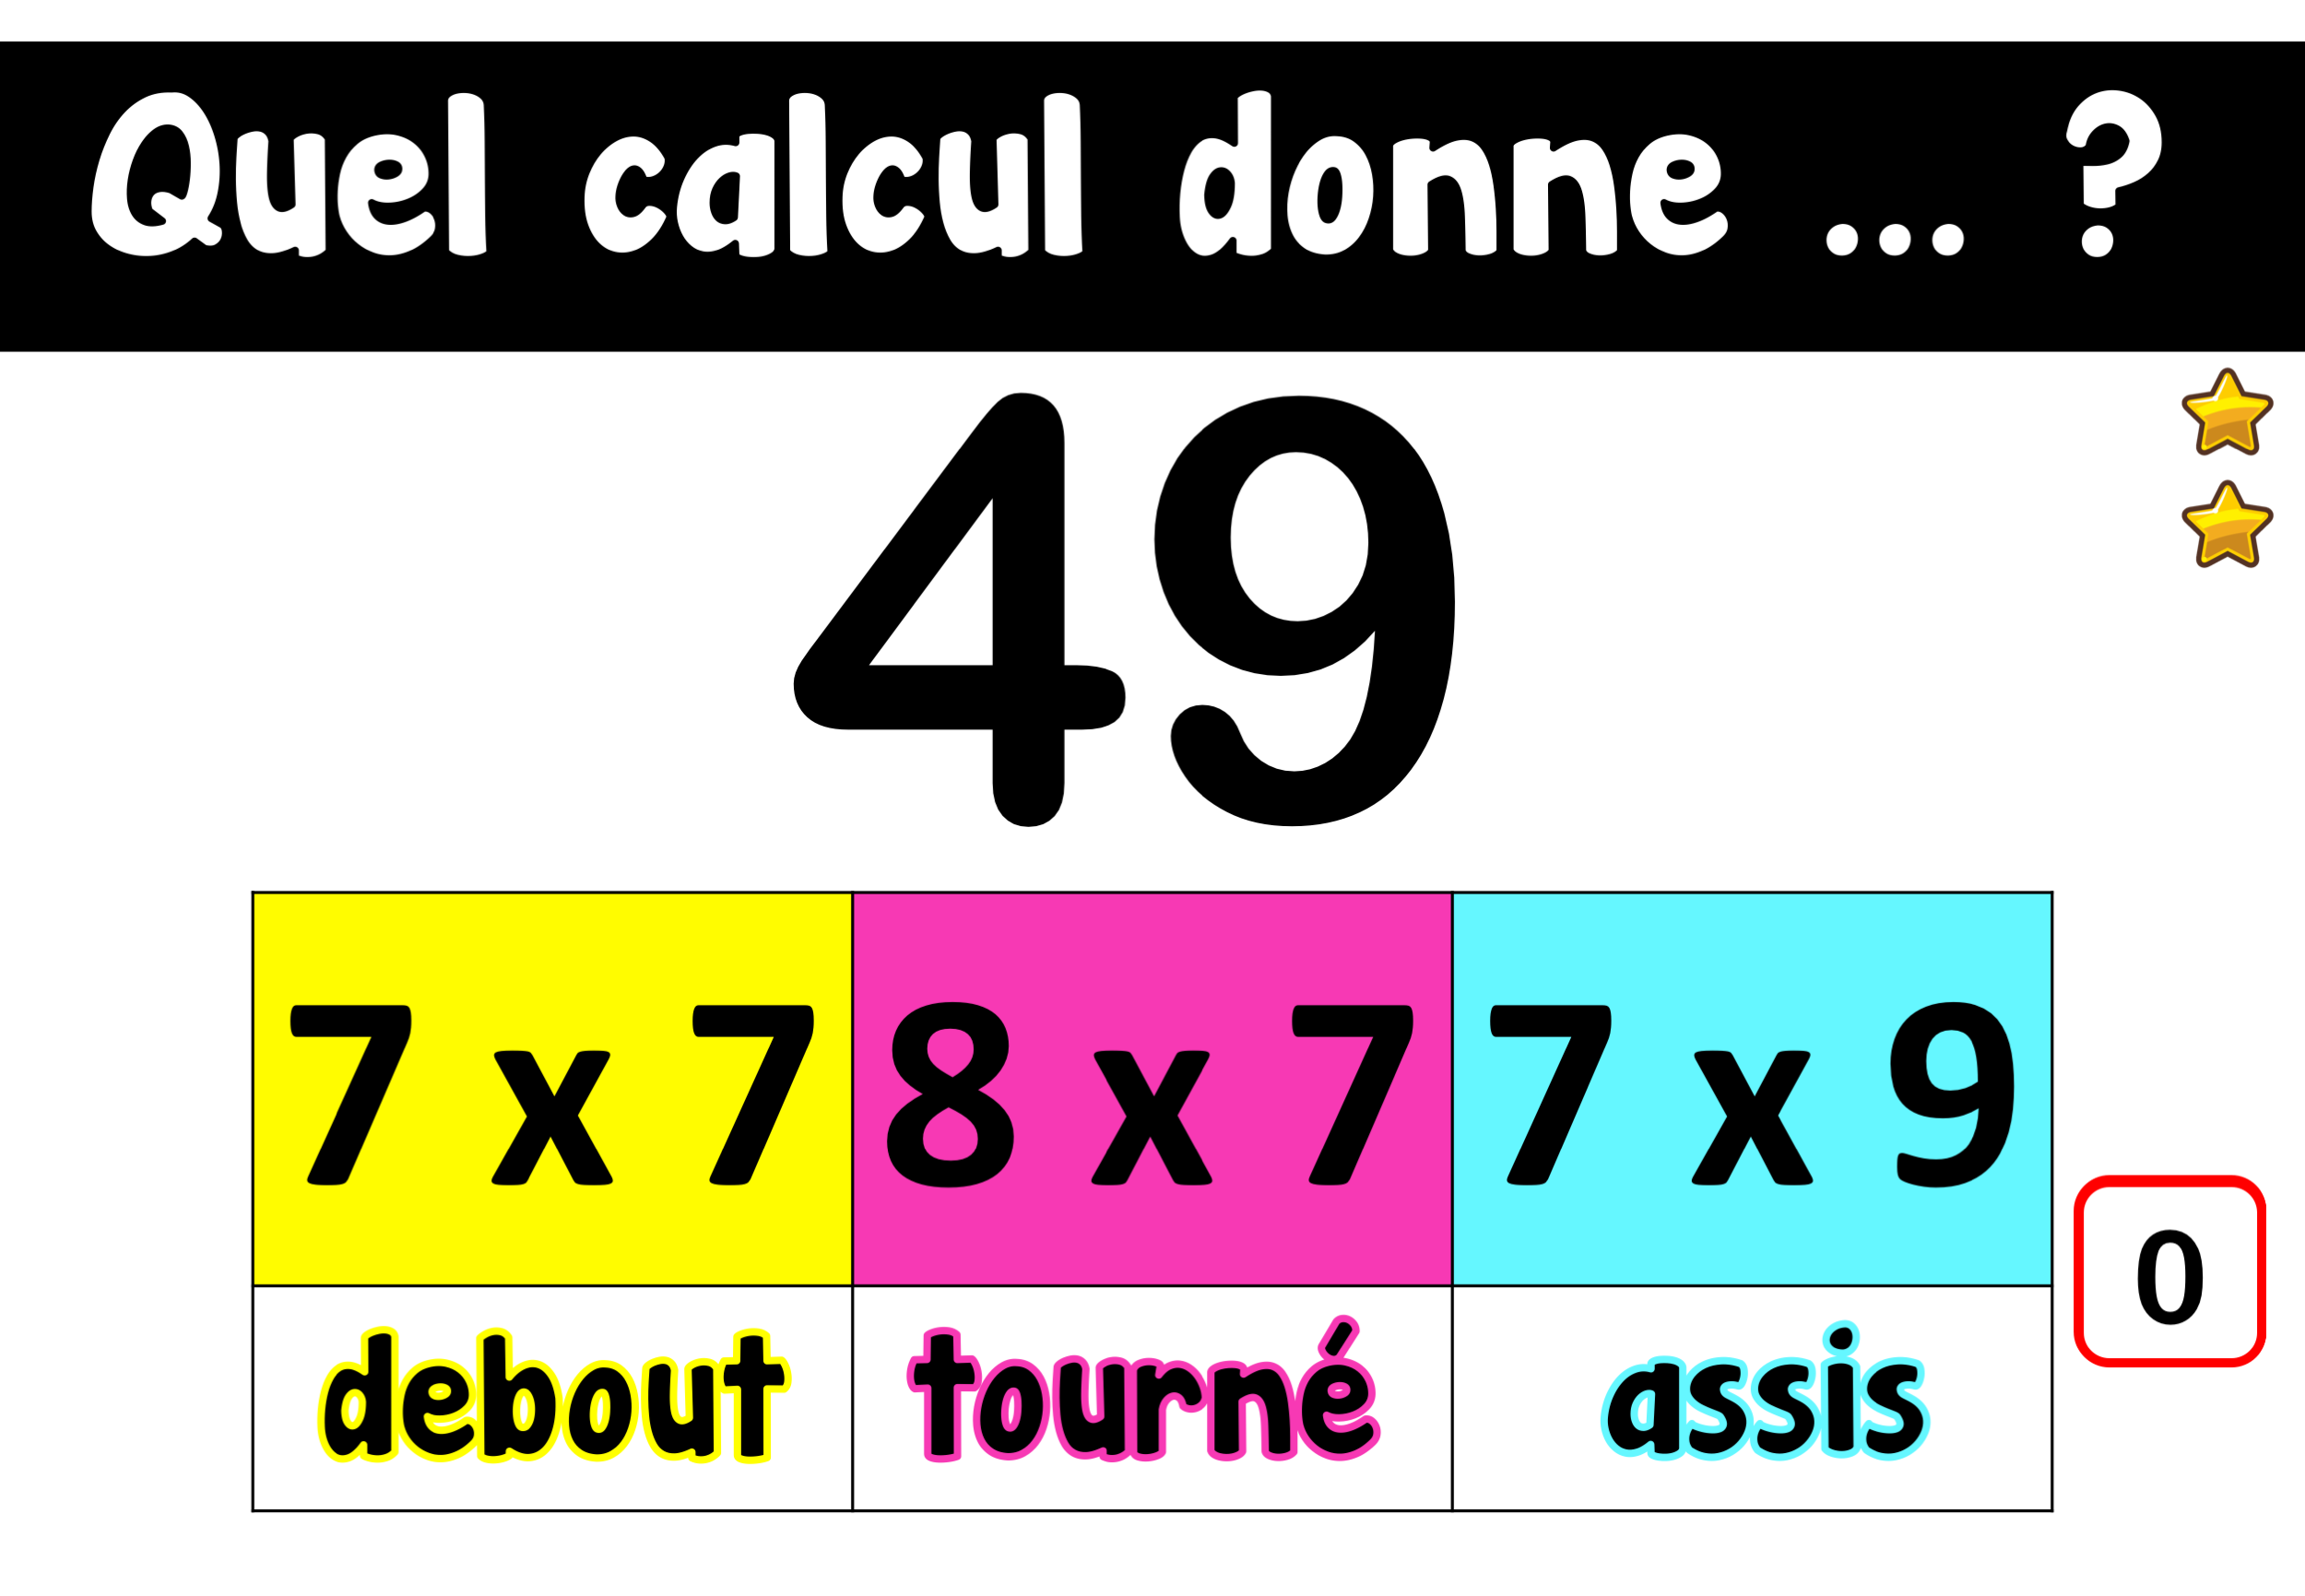 Quel calcul donne ... ?
49
7 x 7 8 x 7 7 x 9
0
debout tourné assis